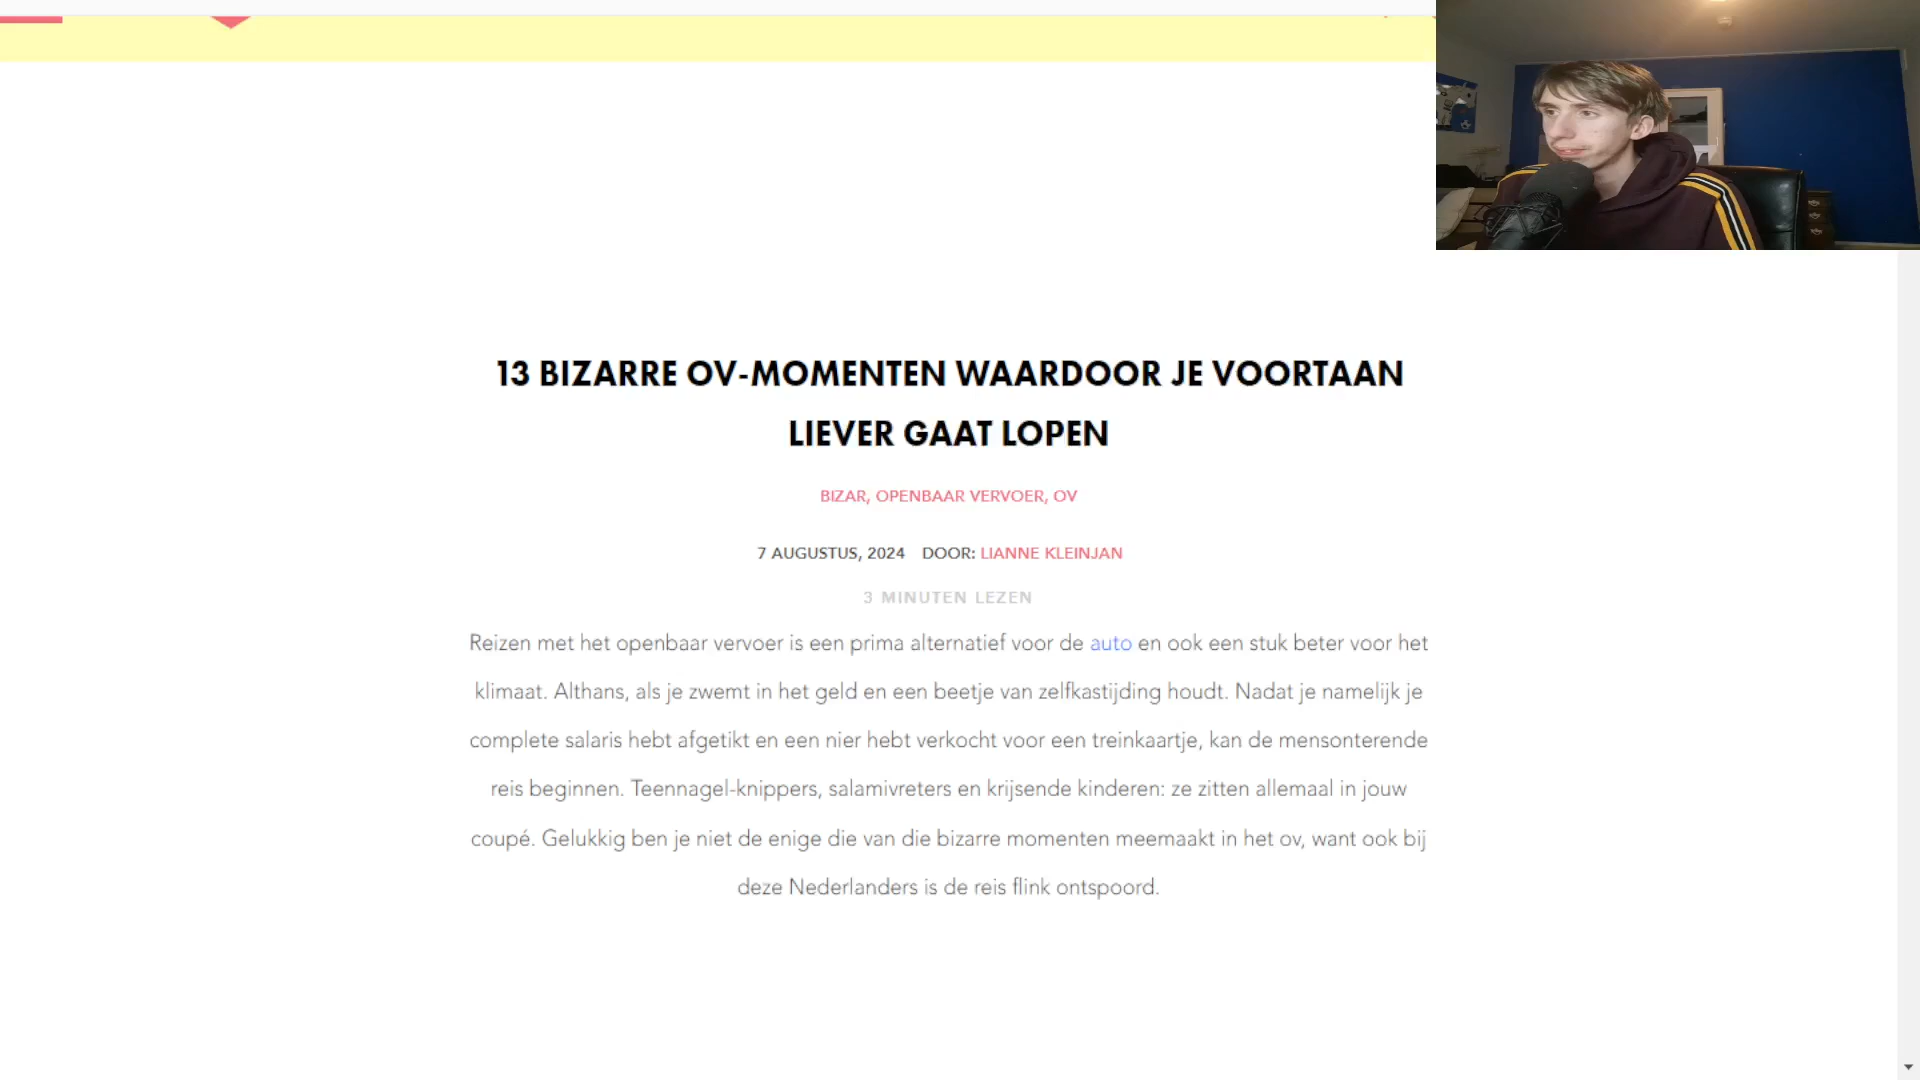 13 BIZARRE OV-MOMENTEN WAARDOOR JE VOORTAAN
LIEVER GAAT LOPEN
BIZAR, OPENBAAR VERVOER, OV
7 AUGUSTUS, 2024 DOOR: LIANNE KLEINJAN
3 MINUTEN LEZEN
Reizen met het openbaar vervoer is een prima alternatief voor de auto en ook een stuk beter voor het
klimaat. Althans, als je zwemt in het geld en een beetje van zelfkastijding houdt. Nadat je namelijk je
complete salaris hebt afgetikt en een nier hebt verkocht voor een treinkaartje, kan de mensonterende
reis beginnen. Teennagel-knippers, salamivreters en krijsende kinderen: ze zitten allemaal in jouw
coupé. Gelukkig ben je niet de enige die van die bizarre momenten meemaakt in het ov, want ook bij
deze Nederlanders is de reis flink ontspoord.